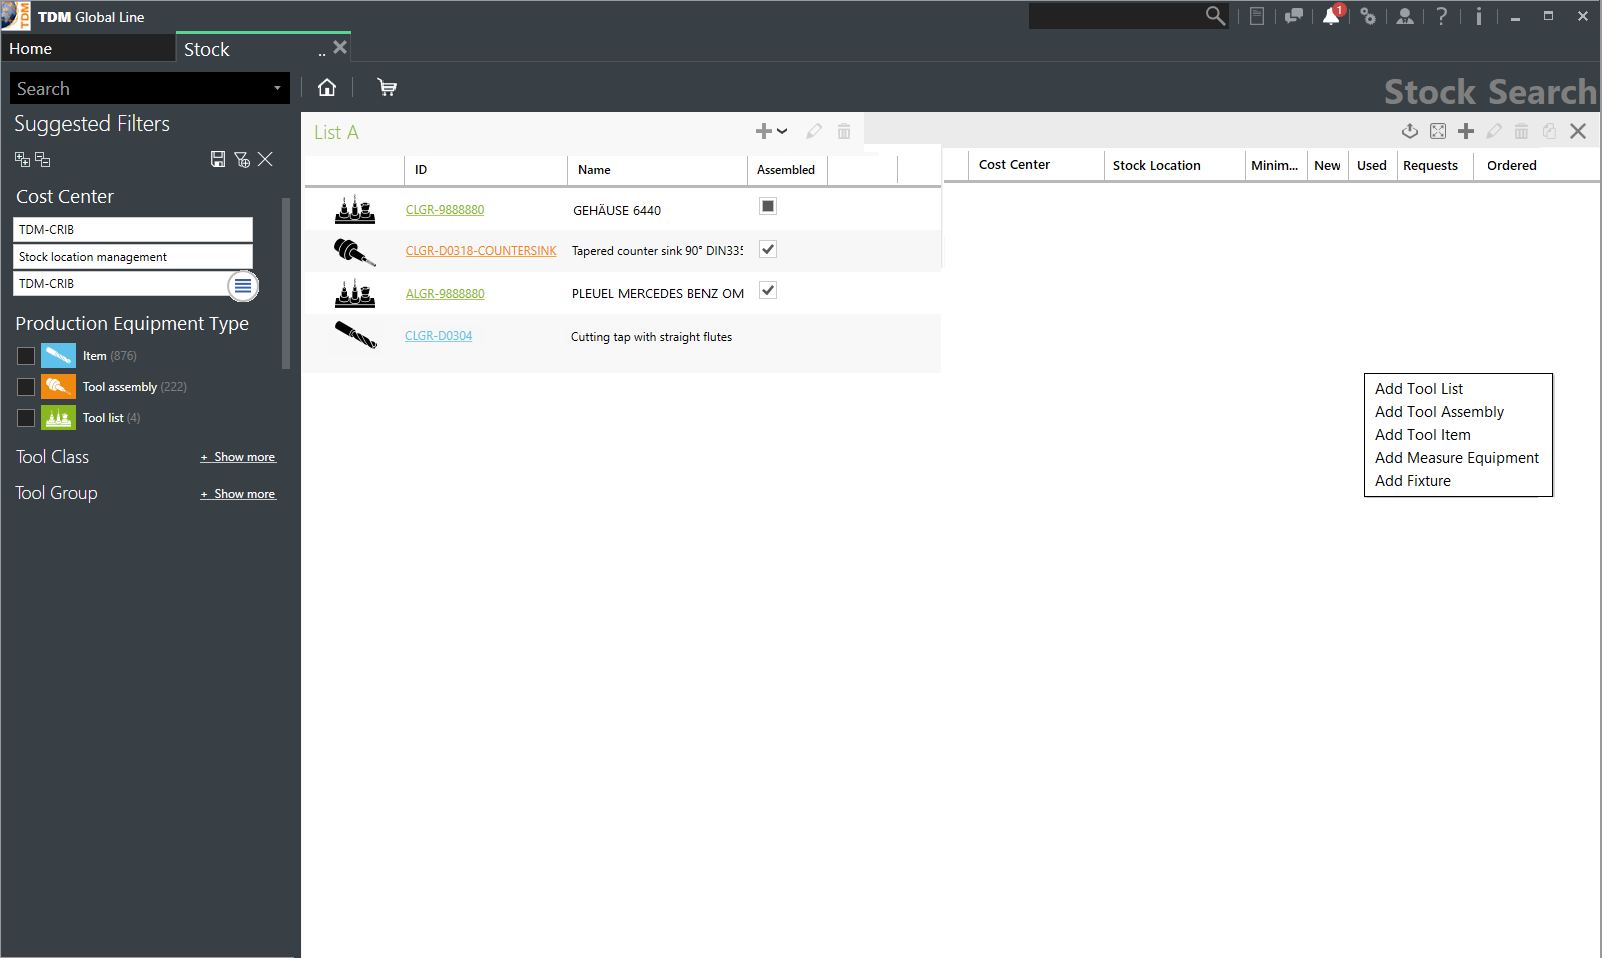 TDM
TDM Global Line
1
Home
Stock
..
Search
Stock Search
Suggested Filters
List A
Cost Center
TDM-CRIB
Stock location management
TDM-CRIB
Production Equipment Type
Item (876)
Tool assembly (222)
Tool list (4)
Tool Class
+ Show more
Tool Group
+ Show more
ID
Name
Assembled
CLGR-9888880
GEHÄUSE 6440
CLGR-D0318-COUNTERSINK
Tapered counter sink 90° DIN335
ALGR-9888880
PLEUEL MERCEDES BENZ OM
CLGR-D0304
Cutting tap with straight flutes
Cost Center
Stock Location
Minim...
New
Used
Requests
Ordered
Add Tool List
Add Tool Assembly
Add Tool Item
Add Measure Equipment
Add Fixture